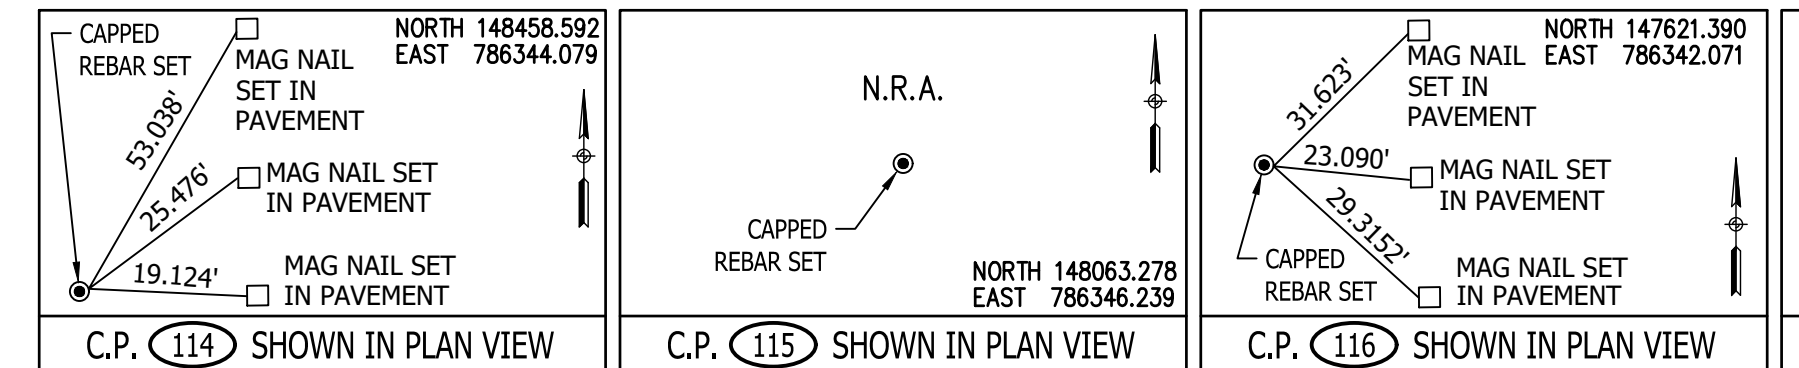 CAPPED
REBAR SET
NORTH 148458.592
EAST 786344.079
MAG NAIL
SET IN
PAVEMENT
53.038'
25.476'
MAG NAIL SET
IN PAVEMENT
19.124'
MAG NAIL SET
IN PAVEMENT
C.P. 114 SHOWN IN PLAN VIEW
N.R.A.
CAPPED
REBAR SET
NORTH 148063.278
EAST 786346.239
C.P. 115 SHOWN IN PLAN VIEW
NORTH 147621.390
EAST 786342.071
MAG NAIL
SET IN
PAVEMENT
31.623'
23.090'
MAG NAIL SET
IN PAVEMENT
29.3152'
CAPPED
REBAR SET
MAG NAIL SET
IN PAVEMENT
C.P. 116 SHOWN IN PLAN VIEW